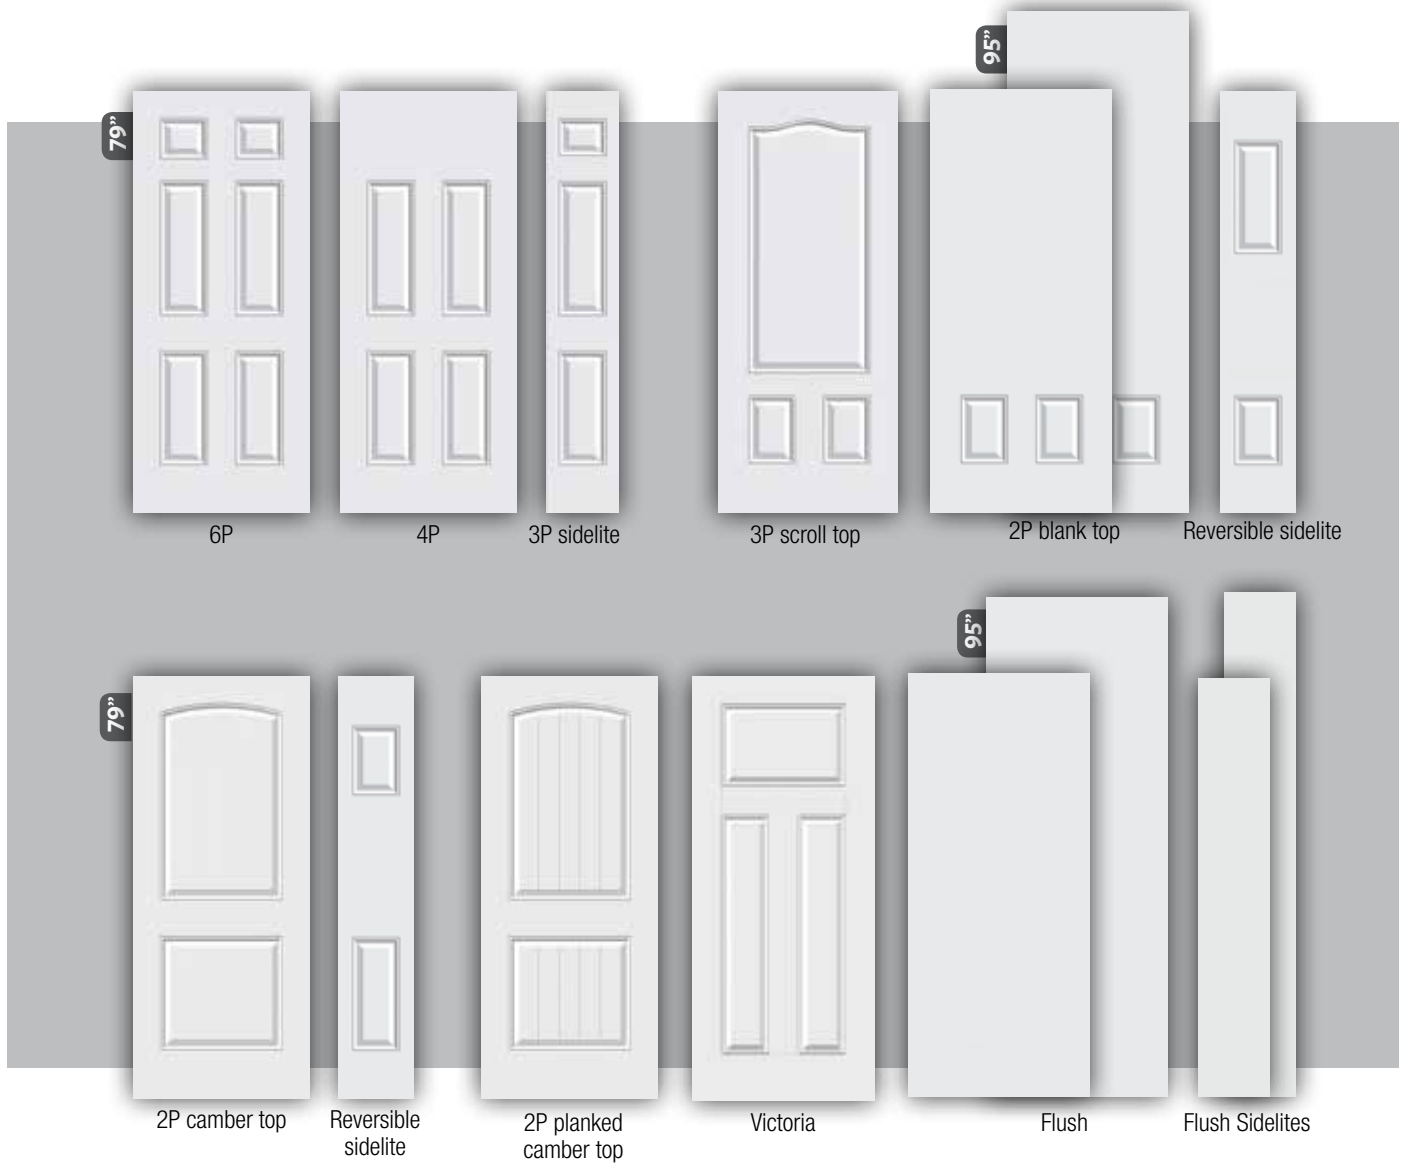 95”
79”
6P
4P
3P sidelite
3P scroll top
2P blank top
Reversible sidelite
95”
79”
2P camber top
Reversible
sidelite
2P planked
camber top
Victoria
Flush
Flush Sidelites